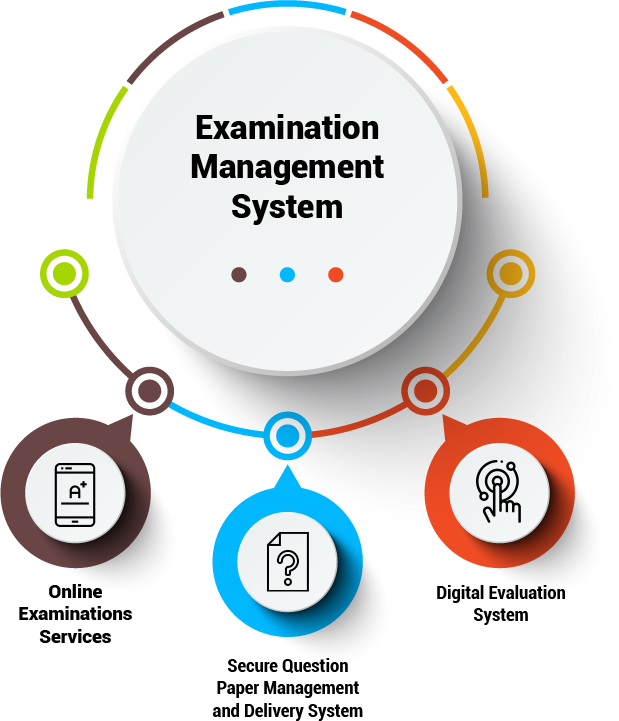 Examination
Management
System
A+
Online
Examinations
Services
?
Secure Question
Paper Management
and Delivery System
Digital Evaluation
System